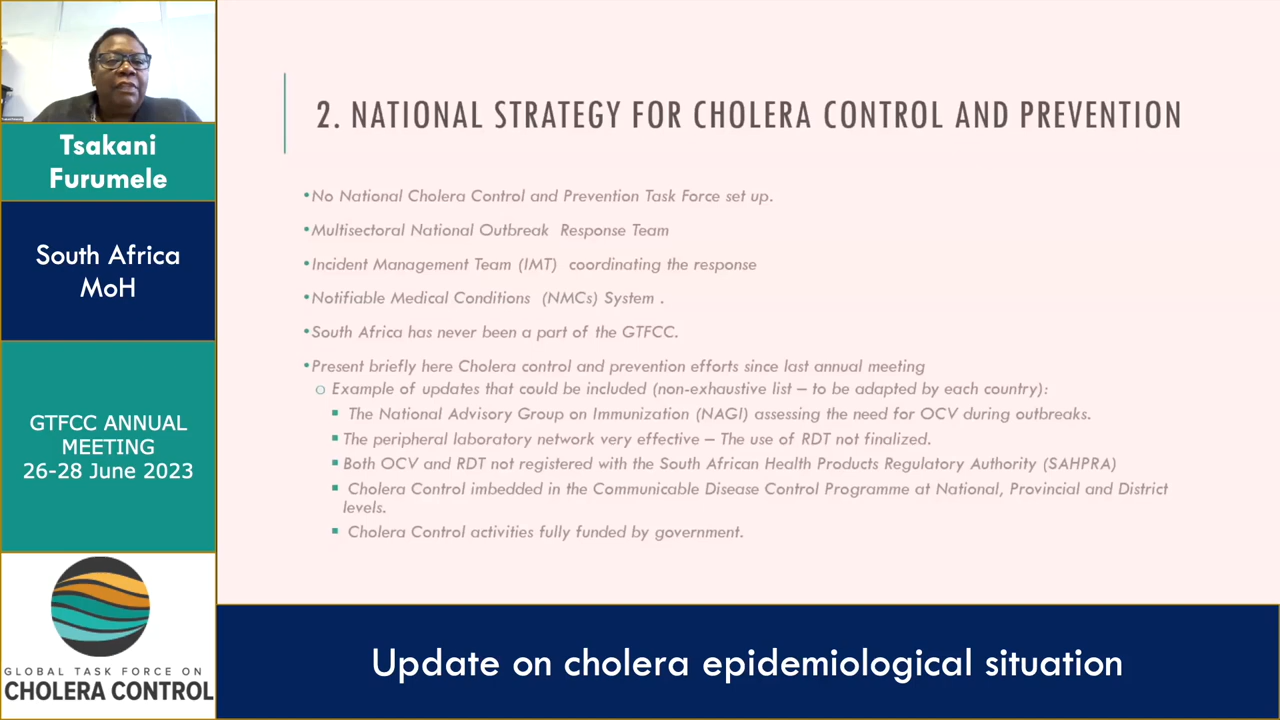 Tsakani
Furumele
South Africa
MoH
GTFCC ANNUAL
MEETING
26-28 June 2023
GLOBAL TASK FORCE ON
CHOLERA CONTROL
2. NATIONAL STRATEGY FOR CHOLERA CONTROL AND PREVENTION
•No National Cholera Control and Prevention Task Force set up.
•Multisectoral National Outbreak Response Team
•Incident Management Team (IMT) coordinating the response
•Notifiable Medical Conditions (NMCs) System .
•South Africa has never been a part of the GTFCC.
•Present briefly here Cholera control and prevention efforts since last annual meeting
o Example of updates that could be included (non-exhaustive list – to be adapted by each country):
▪ The National Advisory Group on Immunization (NAGI) assessing the need for OCV during outbreaks.
▪ The peripheral laboratory network very effective – The use of RDT not finalized.
▪ Both OCV and RDT not registered with the South African Health Products Regulatory Authority (SAHPRA)
▪ Cholera Control imbedded in the Communicable Disease Control Programme at National, Provincial and District
levels.
▪ Cholera Control activities fully funded by government.
Update on cholera epidemiological situation